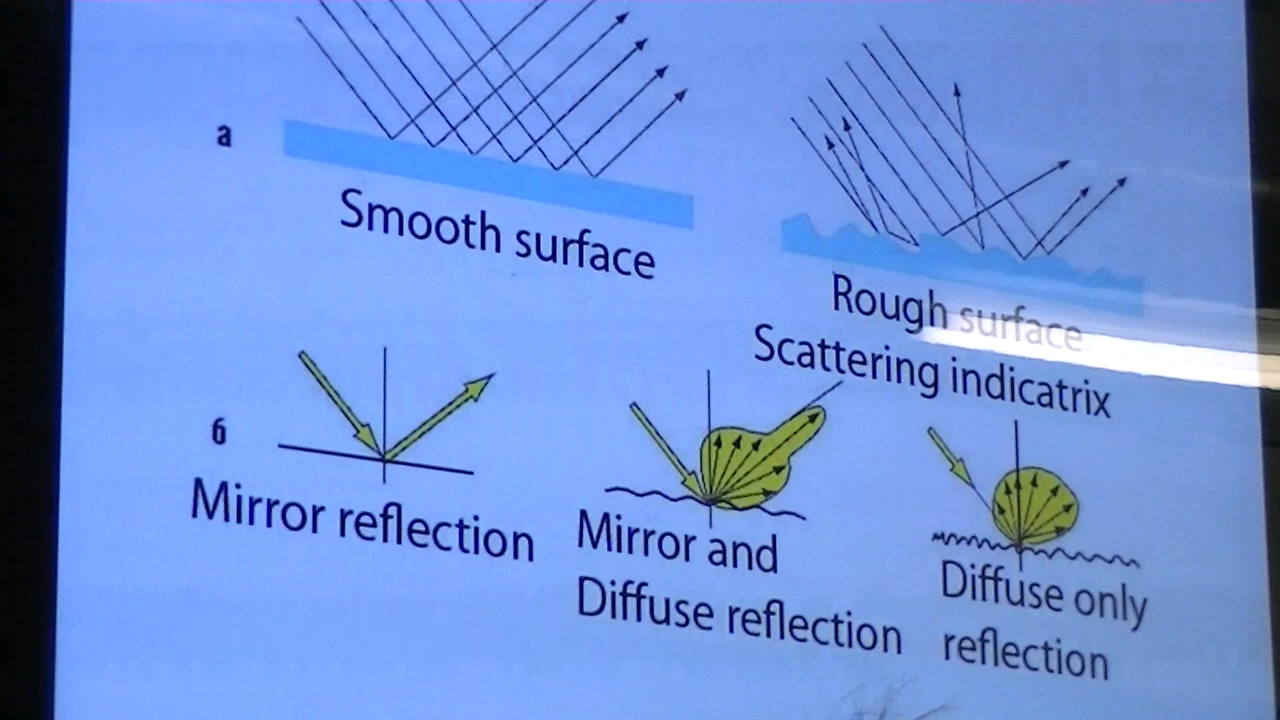 a
Smooth surface
Rough surface
Scattering indicatrix
б
Mirror reflection
Mirror and
Diffuse reflection
Diffuse only
reflection